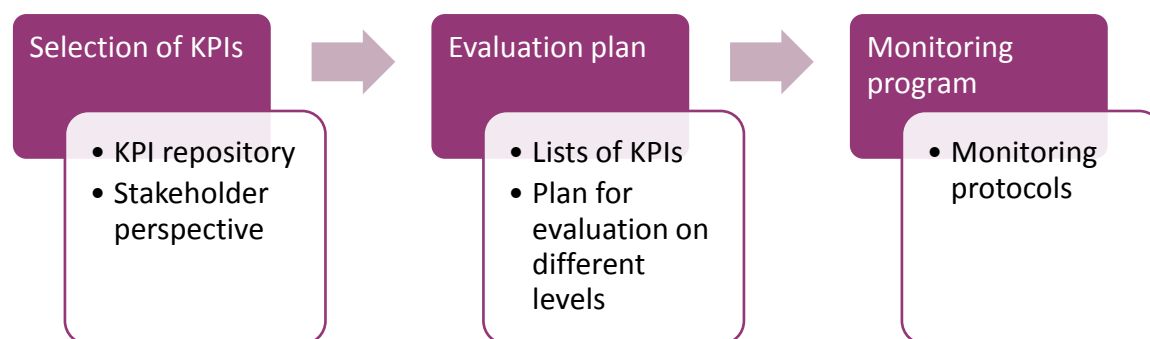 Selection of KPIs
• KPI repository
• Stakeholder
perspective
Evaluation plan
• Lists of KPIs
• Plan for
evaluation on
different
levels
Monitoring
program
• Monitoring
protocols